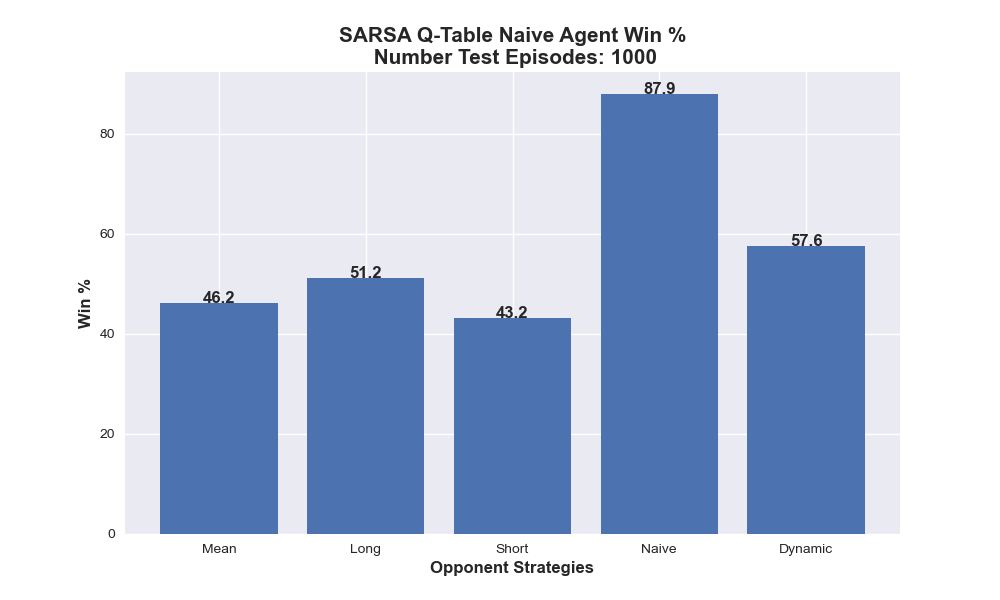 SARSA Q-Table Naive Agent Win %
Number Test Episodes: 1000
87.9
80
60
57.6
51.2
46.2
43.2
40
20
0
Win %
Mean
Long
Short
Naive
Dynamic
Opponent Strategies